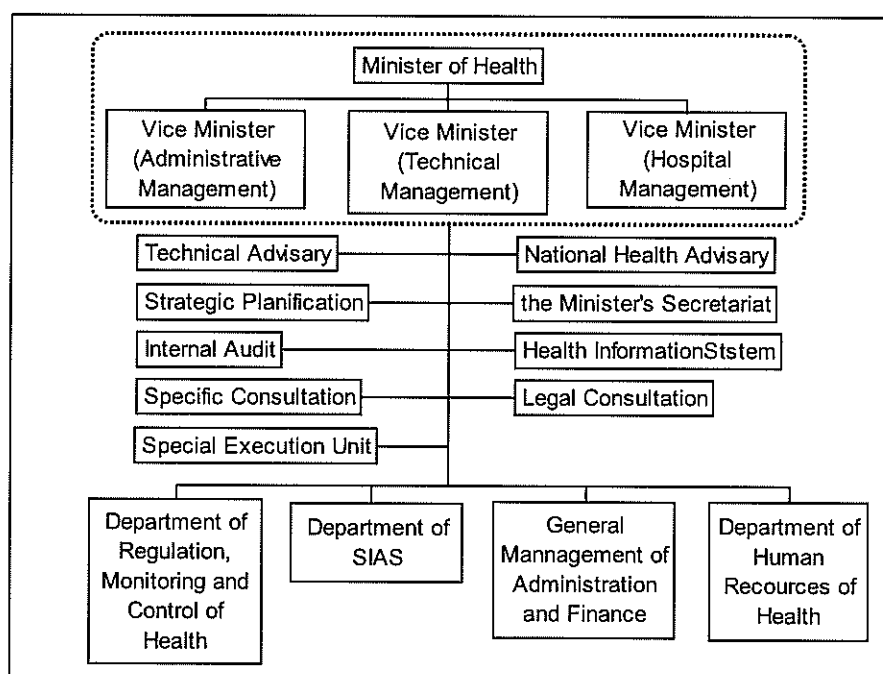 Minister of Health
Vice Minister
(Administrative
Management)
Vice Minister
(Technical
Management)
Vice Minister
(Hospital
Management)
Technical Advisary
National Health Advisary
Strategic Planification
the Minister's Secretariat
Internal Audit
Health InformationStstem
Specific Consultation
Legal Consultation
Special Execution Unit
Department of
Regulation,
Monitoring and
Control of
Health
Department of
SIAS
General
Mannagement of
Administration
and Finance
Department of
Human
Recources of
Health